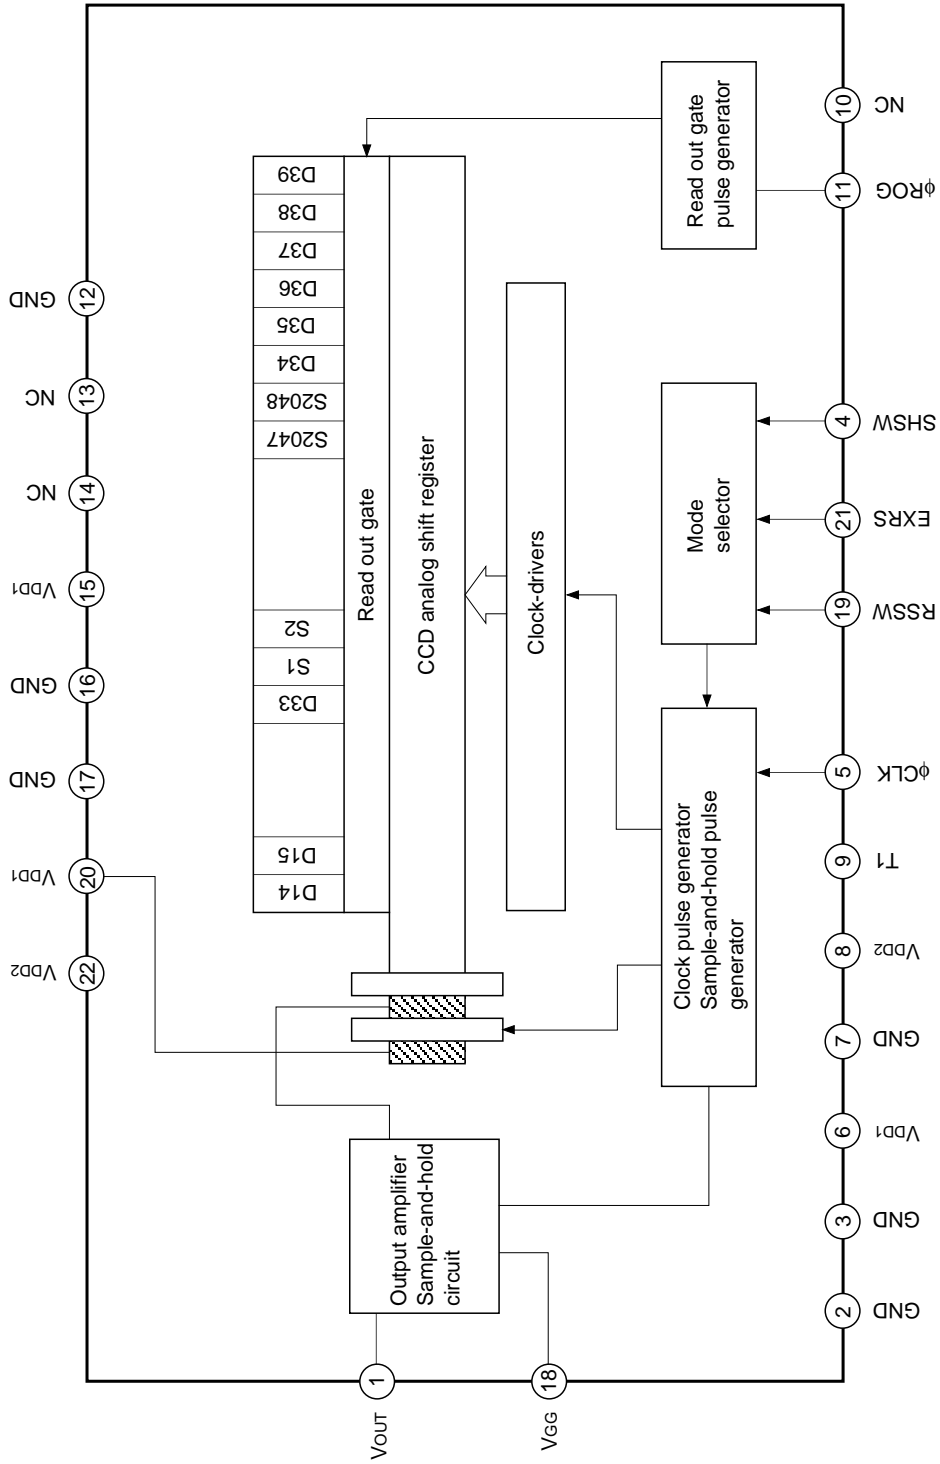 GND
12
NC
13
NC
14
VDD1
15
GND
16
GND
17
VDD1
20
VDD2
22
D14
D15
D33
S1
S2
S2047
S2048
D34
D35
D36
D37
D38
D39
Read out gate
CCD analog shift register
Clock-drivers
Read out gate
pulse generator
Mode
selector
Clock pulse generator
Sample-and-hold pulse
generator
Output amplifier
Sample-and-hold
circuit
1
VOUT
18
VGG
2
GND
3
GND
6
VDD1
7
GND
8
VDD2
9
T1
5
ϕCLK
19
RSSW
21
EXRS
4
SHSW
11
ϕROG
10
NC